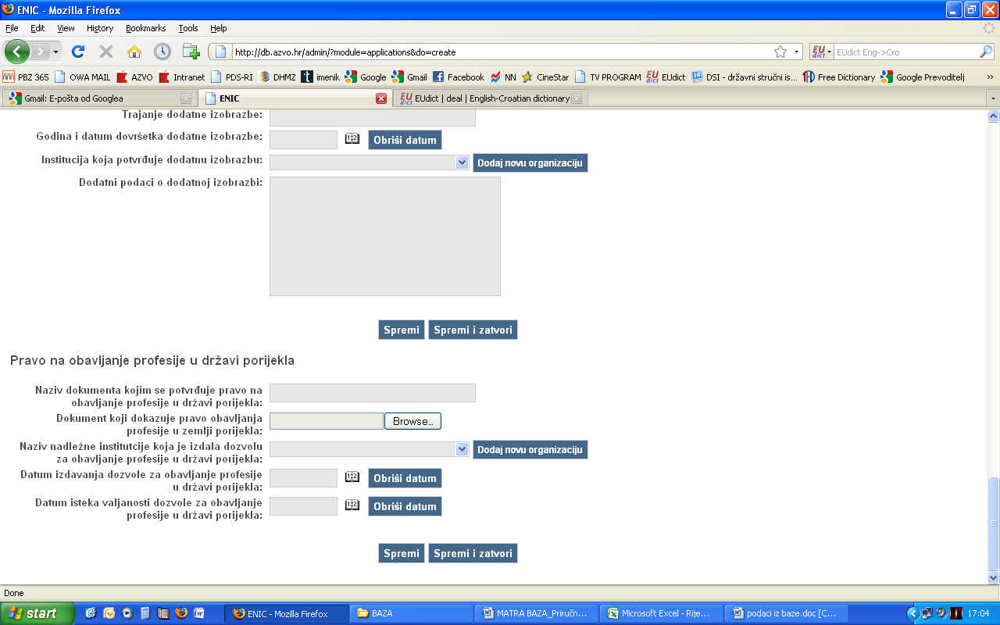 ENIC - Mozilla Firefox
File Edit View History Bookmarks Tools Help
http://db.azvo.hr/admin/?module=applications&do=create
EU dict EUdict Eng->Cro
PBZ 365 OWA MAIL AZVO Intranet PDS-RI DHMZ imenik Google Gmail Facebook NN CineStar TV PROGRAM EUdict DSI - državni stručni is... Free Dictionary Google Prevoditelj »
Gmail: E-pošta od Googlea ENIC EUdict | deal | English-Croatian dictionary
Trajanje dodatne izobrazbe:
Godina i datum dovršetka dodatne izobrazbe: Obriši datum
Institucija koja potvrđuje dodatnu izobrazbu: Dodaj novu organizaciju
Dodatni podaci o dodatnoj izobrazbi:
Spremi Spremi i zatvori
Pravo na obavljanje profesije u državi porijekla
Naziv dokumenta kojim se potvrđuje pravo na
obavljanje profesije u državi porijekla:
Dokument koji dokazuje pravo obavljanja
profesije u zemlji porijekla: Browse...
Naziv nadležne institutcije koja je izdala dozvolu
za obavljanje profesije u državi porijekla: Dodaj novu organizaciju
Datum izdavanja dozvole za obavljanje profesije
u državi porijekla: Obriši datum
Datum isteka valjanosti dozvole za obavljanje
profesije u državi porijekla: Obriši datum
Spremi Spremi i zatvori
Done
start ENIC - Mozilla Firefox BAZA MATRA BAZA_Priručn... Microsoft Excel - Rije... podaci iz baze.doc [C... 17:04